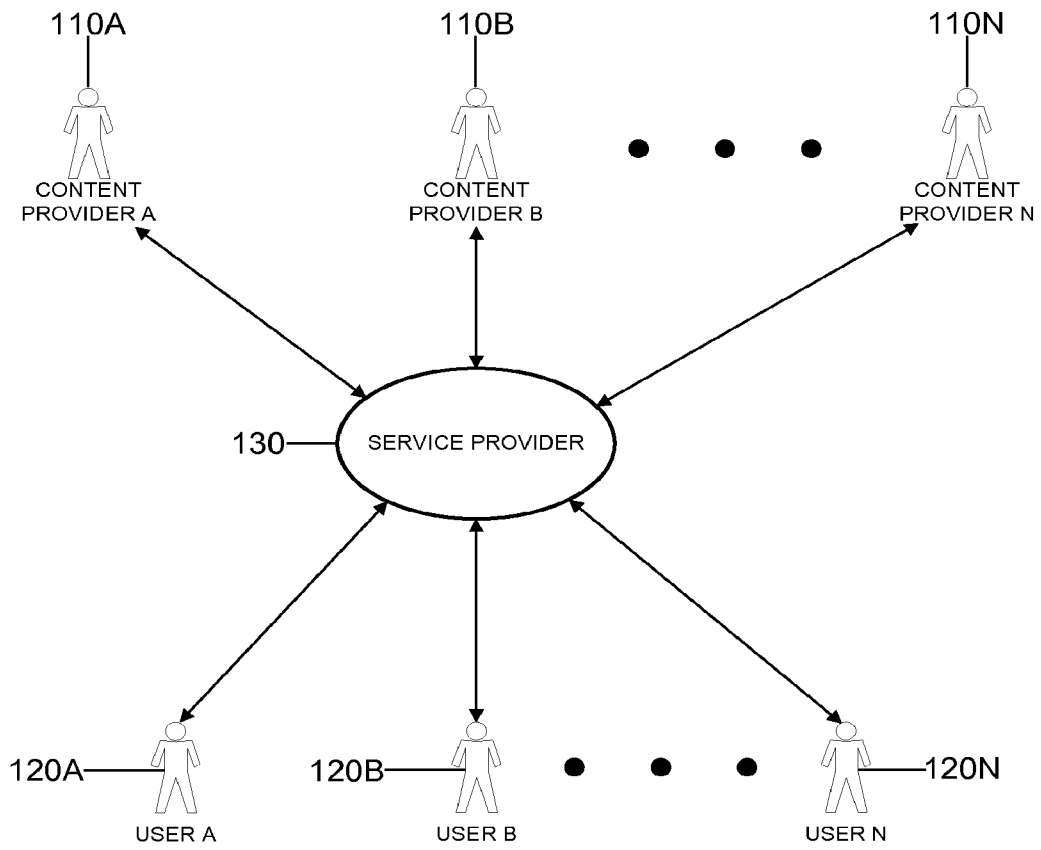 110A
110B
110N
CONTENT
PROVIDER A
CONTENT
PROVIDER B
CONTENT
PROVIDER N
130
SERVICE PROVIDER
120A
120B
120N
USER A
USER B
USER N